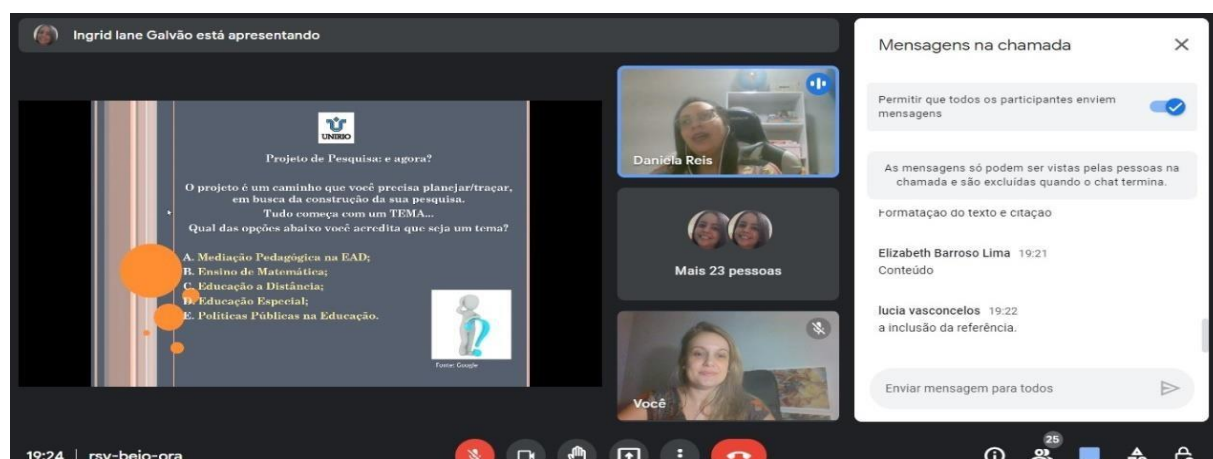 Ingrid Iane Galvão está apresentando
UNIRIO
Projeto de Pesquisa: e agora?
O projeto é um caminho que você precisa planejar/traçar,
em busca da construção da sua pesquisa.
Tudo começa com um TEMA...
Qual das opções abaixo você acredita que seja um tema?
A. Mediação Pedagógica na EAD;
B. Ensino de Matemática;
C. Educação a Distância;
D. Educação Especial;
E. Políticas Públicas na Educação.
Fonte: Google
Daniela Reis
Mais 23 pessoas
Você
Mensagens na chamada
Permitir que todos os participantes enviem
mensagens
As mensagens só podem ser vistas pelas pessoas na
chamada e são excluídas quando o chat termina.
Formatação do texto e citação
Elizabeth Barroso Lima 19:21
Conteúdo
lucia vasconcelos 19:22
a inclusão da referência.
Enviar mensagem para todos
19:24 | rsv-bejo-ora
25